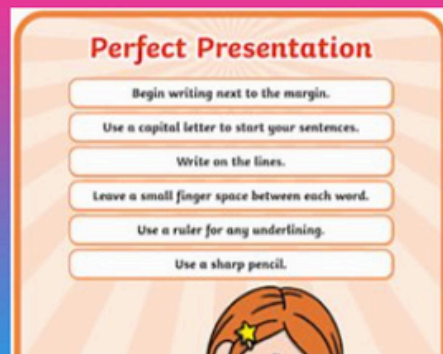 Perfect Presentation
Begin writing next to the margin.
Use a capital letter to start your sentences.
Write on the lines.
Leave a small finger space between each word.
Use a ruler for any underlining.
Use a sharp pencil.